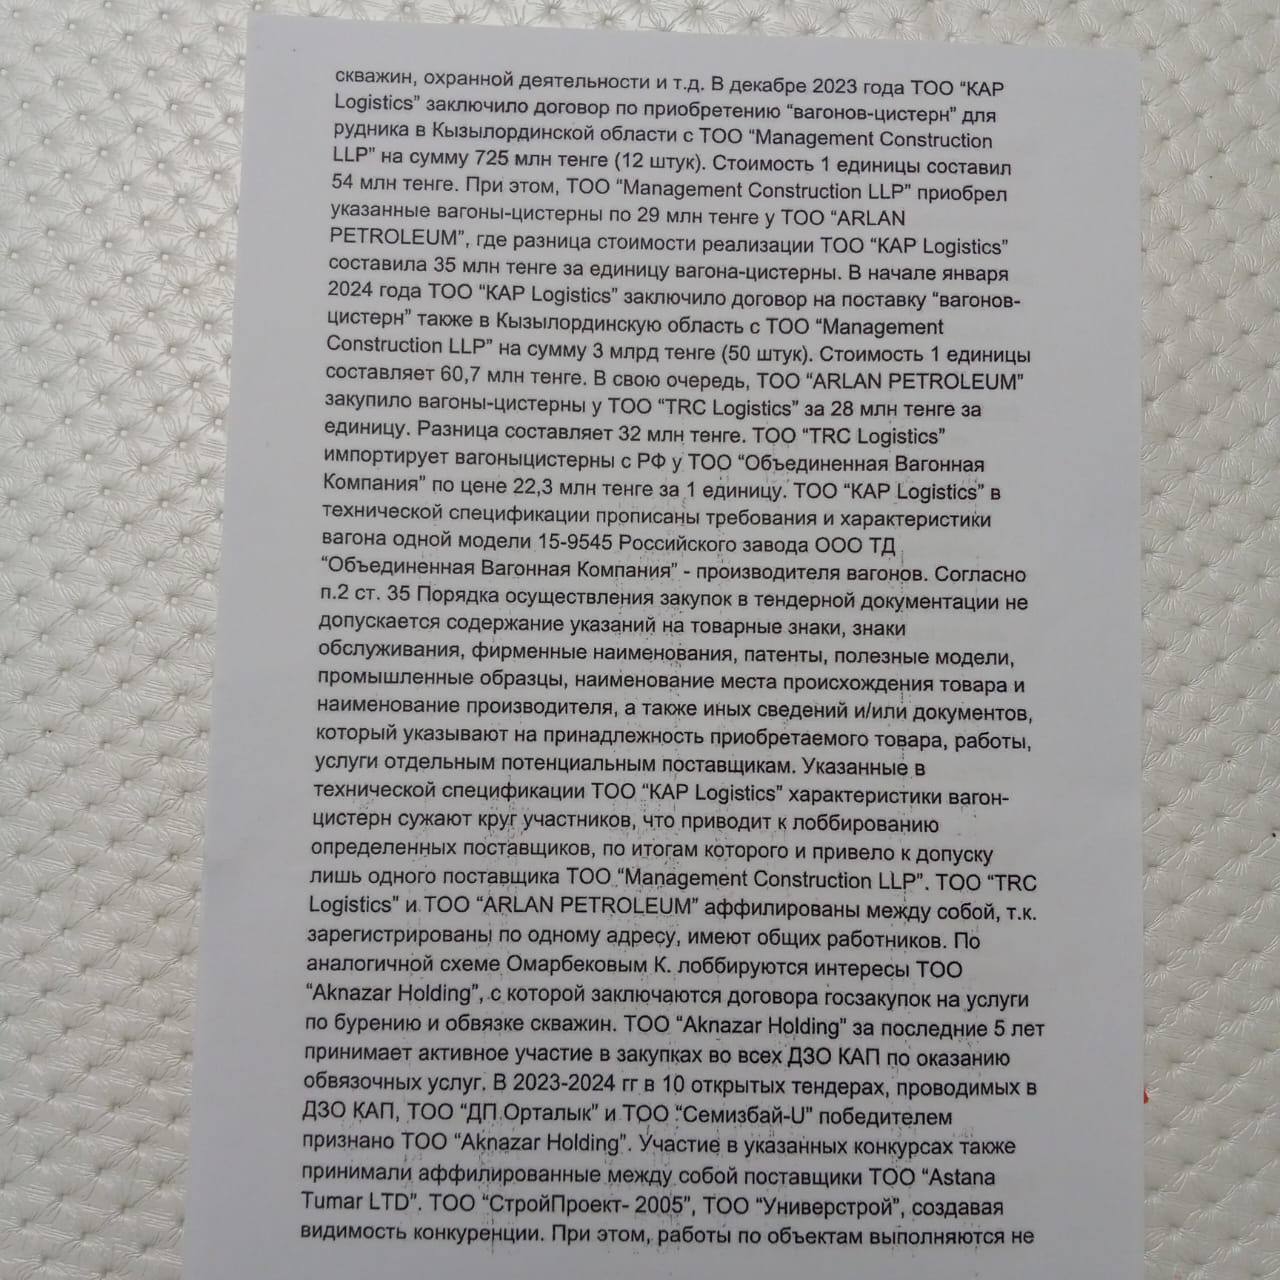 скважин, охранной деятельности и т.д. В декабре 2023 года ТОО “КАР
Logistics” заключило договор по приобретению “вагонов-цистерн” для
рудника в Кызылординской области с ТОО “Management Construction
LLP” на сумму 725 млн тенге (12 штук). Стоимость 1 единицы составил
54 млн тенге. При этом, ТОО “Management Construction LLP” приобрел
указанные вагоны-цистерны по 29 млн тенге у ТОО “ARLAN
PETROLEUM”, где разница стоимости реализации ТОО “КАР Logistics”
составила 35 млн тенге за единицу вагона-цистерны. В начале января
2024 года ТОО “КАР Logistics” заключило договор на поставку “вагонов-
цистерн” также в Кызылординскую область с ТОО “Management
Construction LLP” на сумму 3 млрд тенге (50 штук). Стоимость 1 единицы
составляет 60,7 млн тенге. В свою очередь, ТОО “ARLAN PETROLEUM”
закупило вагоны-цистерны у ТОО “TRC Logistics” за 28 млн тенге за
единицу. Разница составляет 32 млн тенге. ТОО “TRC Logistics”
импортирует вагоныцистерны с РФ у ТОО “Объединенная Вагонная
Компания” по цене 22,3 млн тенге за 1 единицу. ТОО “КАР Logistics” в
технической спецификации прописаны требования и характеристики
вагона одной модели 15-9545 Российского завода ООО ТД
“Объединенная Вагонная Компания” - производителя вагонов. Согласно
п.2 ст. 35 Порядка осуществления закупок в тендерной документации не
допускается содержание указаний на товарные знаки, знаки
обслуживания, фирменные наименования, патенты, полезные модели,
промышленные образцы, наименование места происхождения товара и
наименование производителя, а также иных сведений и/или документов,
который указывают на принадлежность приобретаемого товара, работы,
услуги отдельным потенциальным поставщикам. Указанные в
технической спецификации ТОО “КАР Logistics” характеристики вагон-
цистерн сужают круг участников, что приводит к лоббированию
определенных поставщиков, по итогам которого и привело к допуску
лишь одного поставщика ТОО “Management Construction LLP”. ТОО “TRC
Logistics” и ТОО “ARLAN PETROLEUM” аффилированы между собой, т.к.
зарегистрированы по одному адресу, имеют общих работников. По
аналогичной схеме Омарбековым К. лоббируются интересы ТОО
“Aknazar Holding”, с которой заключаются договора госзакупок на услуги
по бурению и обвязке скважин. ТОО “Aknazar Holding” за последние 5 лет
принимает активное участие в закупках во всех ДЗО КАП по оказанию
обвязочных услуг. В 2023-2024 гг в 10 открытых тендерах, проводимых в
ДЗО КАП, ТОО “ДП Орталык” и ТОО “Семизбай-U” победителем
признано ТОО “Aknazar Holding”. Участие в указанных конкурсах также
принимали аффилированные между собой поставщики ТОО “Astana
Tumar LTD”. ТОО “СтройПроект- 2005”, ТОО “Универстрой”, создавая
видимость конкуренции. При этом, работы по объектам выполняются не